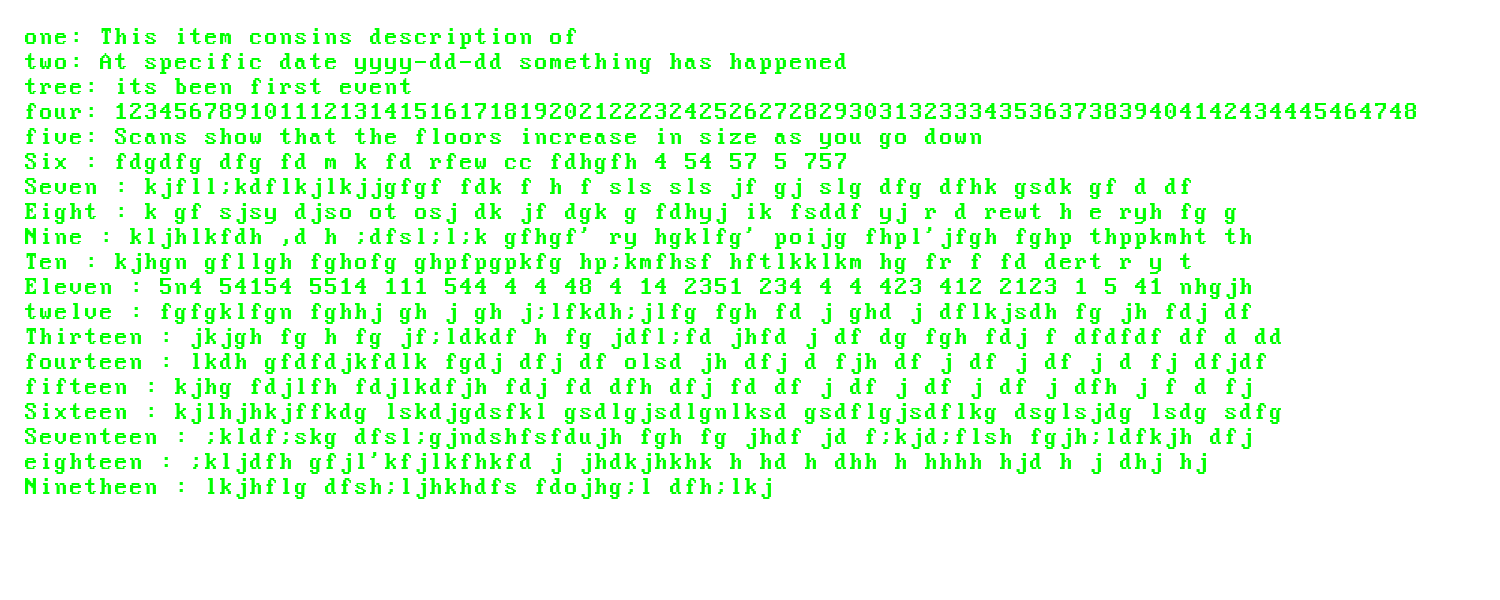 one: This item consins description of
two: At specific date yyyy-dd-dd something has happened
tree: its been first event
four: 123456789101112131415161718192021222324252627282930313233343536373839404142434445464748
five: Scans show that the floors increase in size as you go down
Six : fdgdfg dfg fd m k fd rfew cc fdhgfh 4 54 57 5 757
Seven : kjfll;kdflkjlkjjgfgf fdk f h f sls sls jf gj slg dfg dfhk gsdk gf d df
Eight : k gf sjsy djso ot osj dk jf dgk g fdhyj ik fsddf yj r d rewt h e ryh fg g
Nine : kljhlkfdh ,d h ;dfsl;l;k gfhgf' ry hgklfg' poijg fhpl'jfgh fghp thppkmht th
Ten : kjhgn gfllgh fghofg ghpfpgpkfg hp;kmfhsf hftlkklkm hg fr f fd dert r y t
Eleven : 5n4 54154 5514 111 544 4 4 48 4 14 2351 234 4 4 423 412 2123 1 5 41 nhgjh
twelve : fgfgklfgn fghhj gh j gh j;lfkdh;jlfg fgh fd j ghd j dflkjsdh fg jh fdj df
Thirteen : jkjgh fg h fg jf;ldkdf h fg jdfl;fd jhfd j df dg fgh fdj f dfdfdf df d dd
fourteen : lkdh gfdfdjkfdlk fgdj dfj df olsd jh dfj d fjh df j df j df j d fj dfjdf
fifteen : kjhg fdjlfh fdjlkdfjh fdj fd dfh dfj fd df j df j df j df j dfh j f d fj
Sixteen : kjlhjhkjffkdg lskdjgdsfkl gsdlgjsdlgnlksd gsdflgjsdflkg dsglsjdg lsdg sdfg
Seventeen : ;kldf;skg dfsl;gjndshfsfdujh fgh fg jhdf jd f;kjd;flsh fgjh;ldfkjh dfj
eighteen : ;kljdfh gfjl'kfjlkfhkfd j jhdkjhkhk h hd h dhh h hhhh hjd h j dhj hj
Ninetheen : lkjhflg dfsh;ljhkhdfs fdojhg;l dfh;lkj